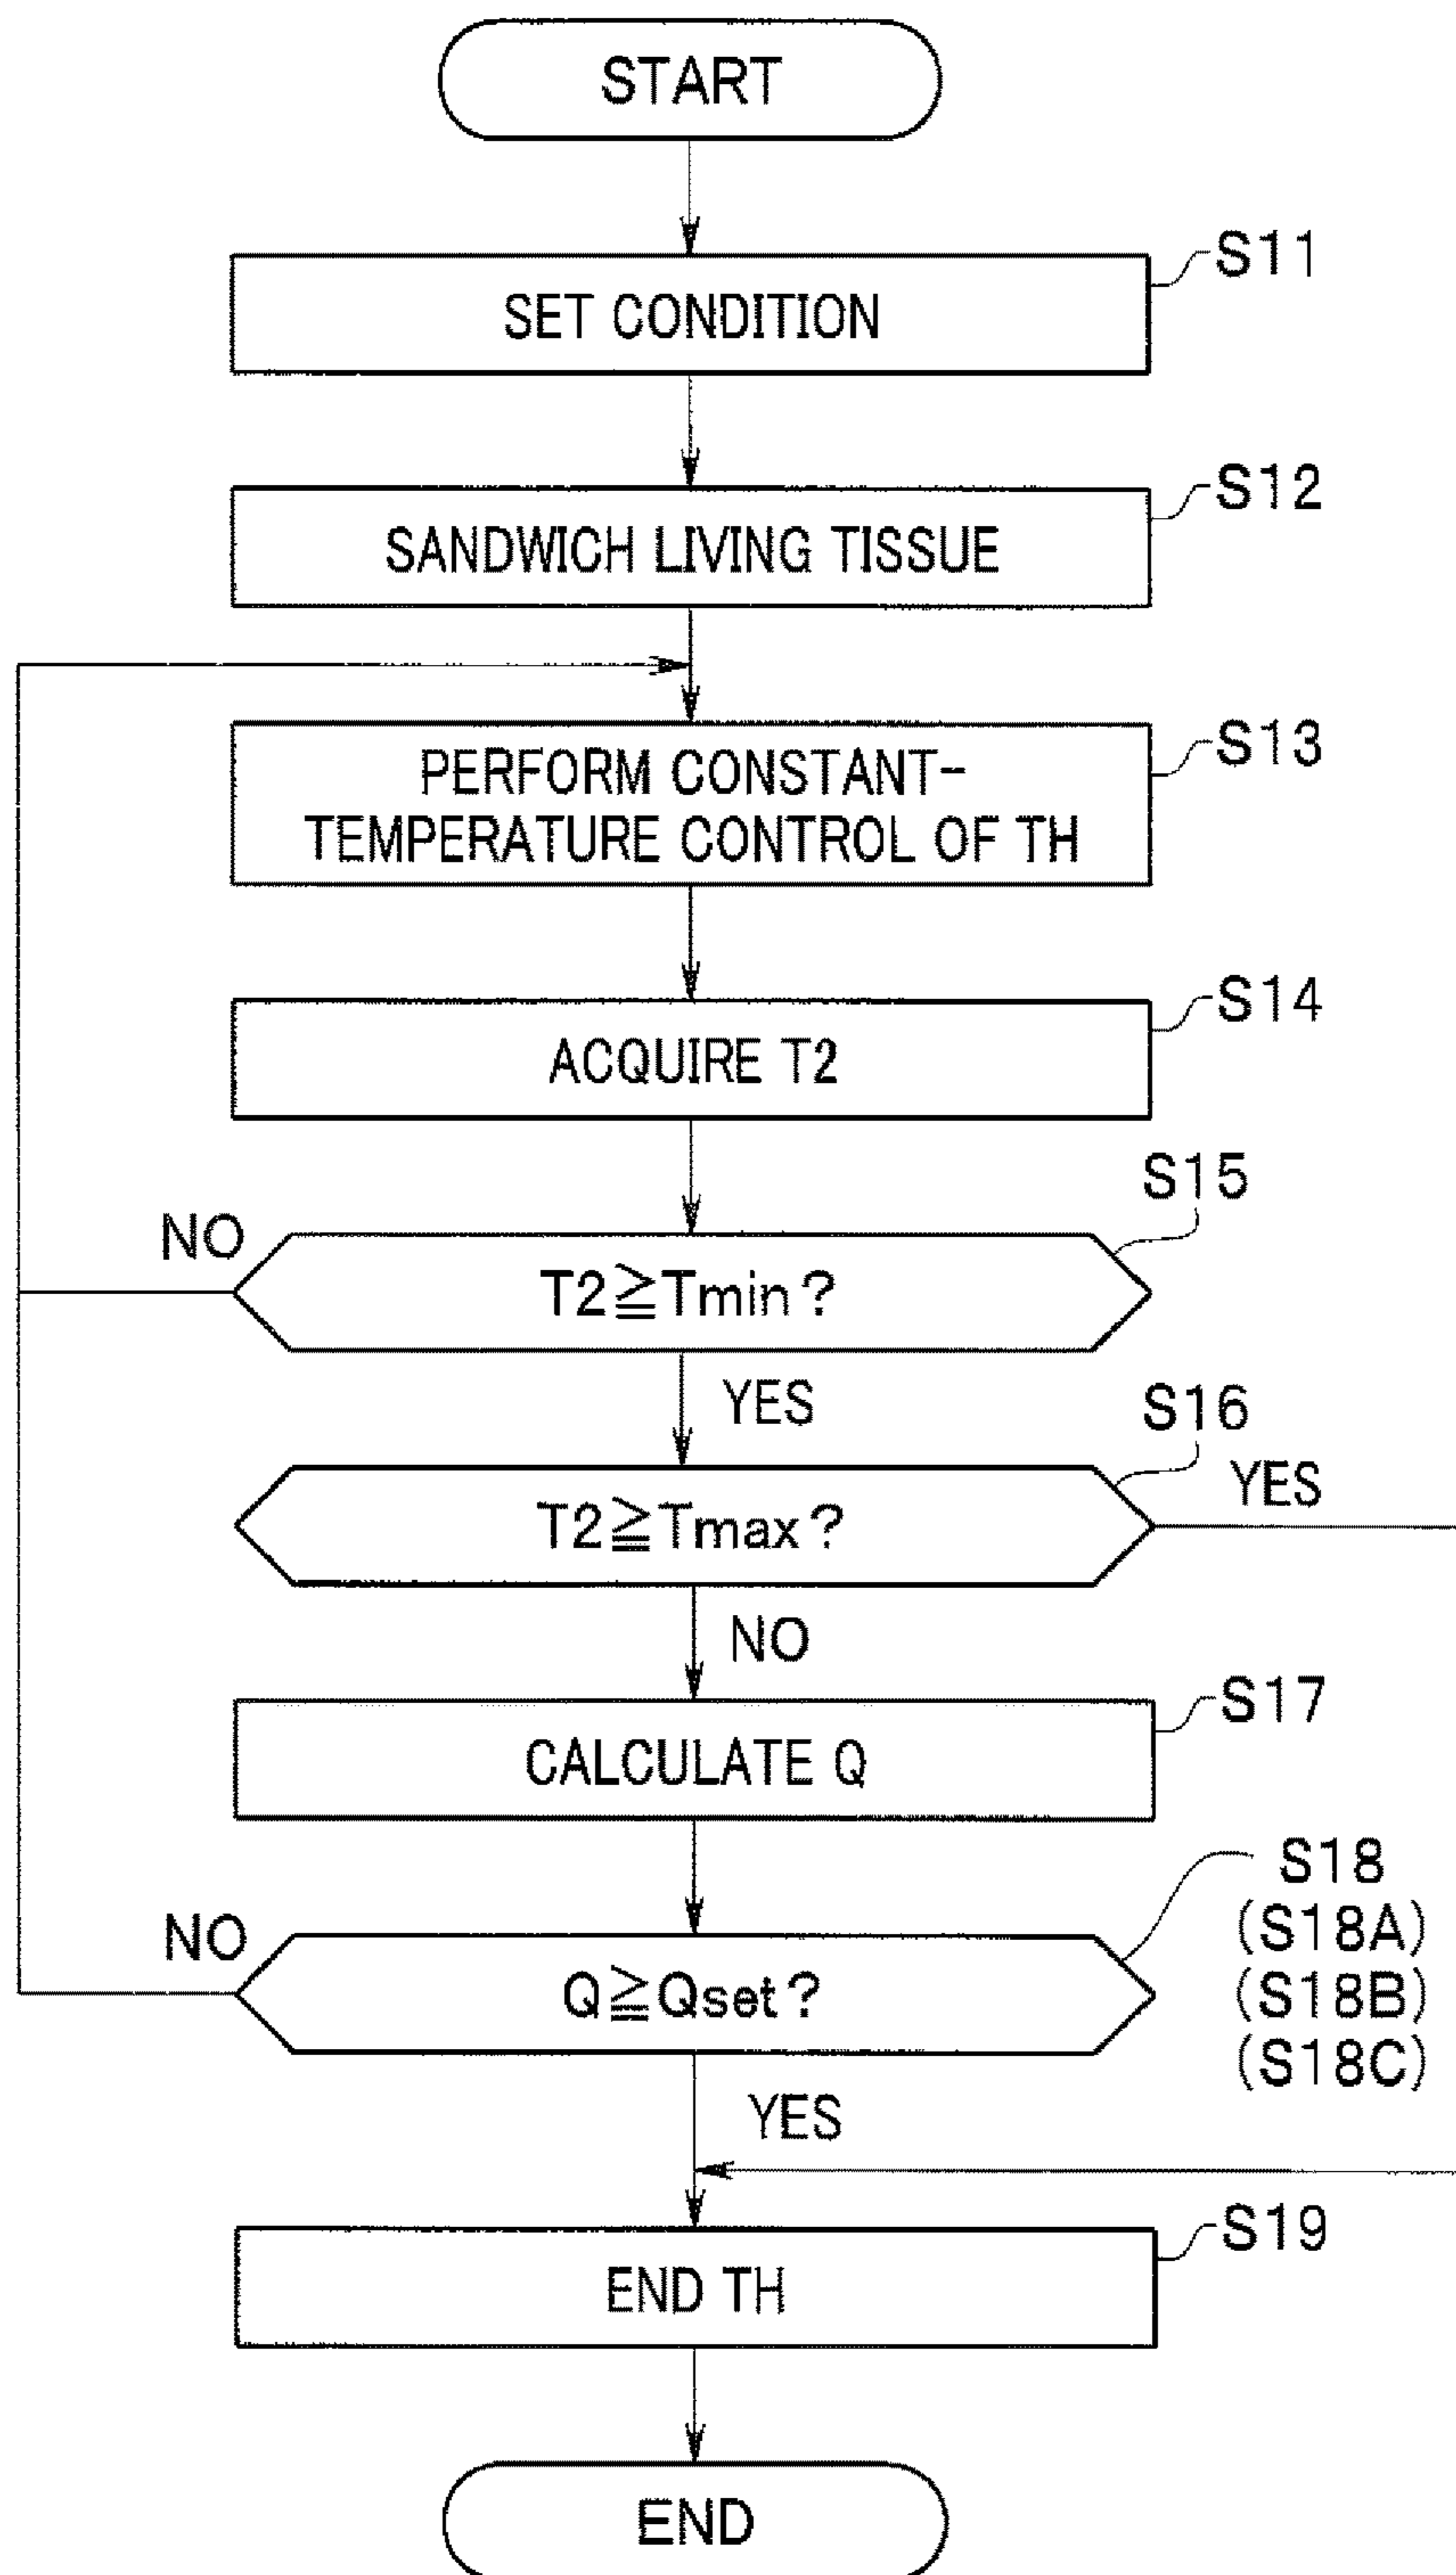 START
S11
SET CONDITION
S12
SANDWICH LIVING TISSUE
S13
PERFORM CONSTANT-
TEMPERATURE CONTROL OF TH
S14
ACQUIRE T2
S15
NO
T2≧Tmin?
YES
S16
YES
T2≧Tmax?
NO
S17
CALCULATE Q
S18
(S18A)
(S18B)
(S18C)
NO
Q≧Qset?
YES
S19
END TH
END